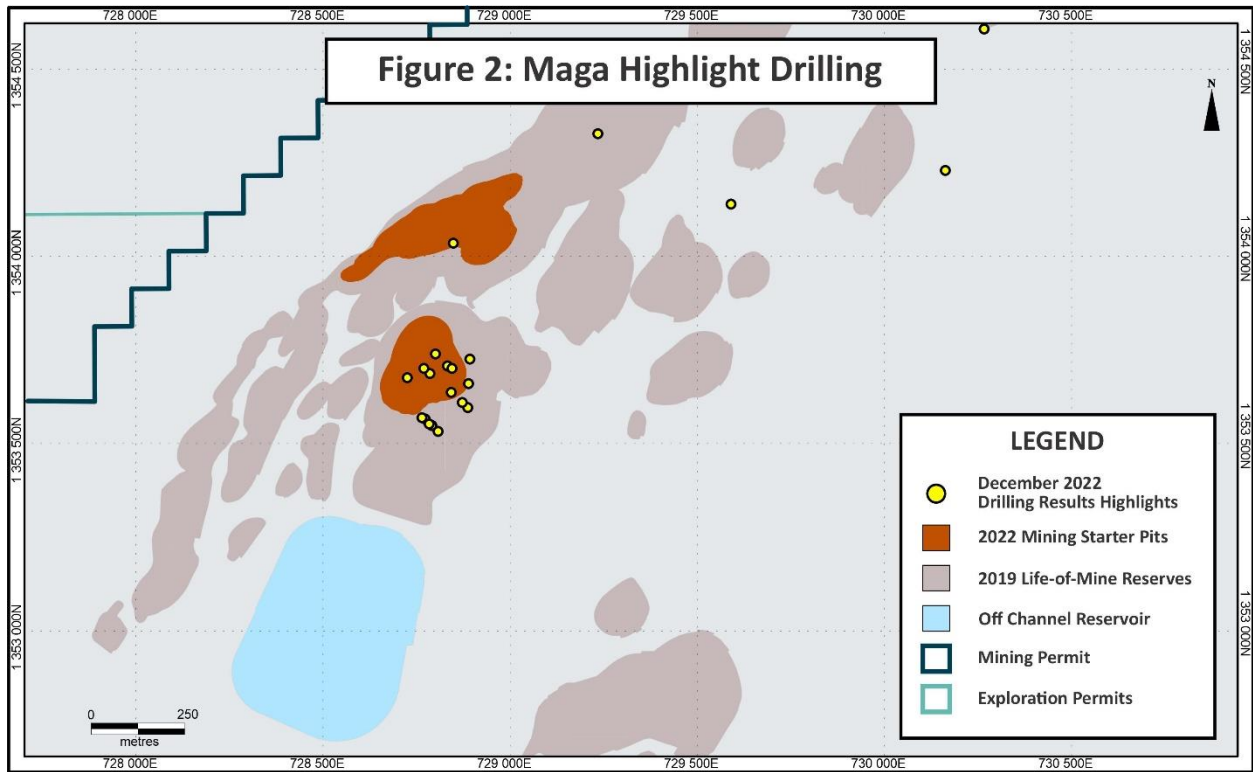 728 000E
728 500E
729 000E
729 500E
730 000E
730 500E
Figure 2: Maga Highlight Drilling
1 354 500N
1 354 500N
N
1 354 000N
1 354 000N
1 353 500N
1 353 500N
LEGEND
December 2022
Drilling Results Highlights
2022 Mining Starter Pits
2019 Life-of-Mine Reserves
Off Channel Reservoir
Mining Permit
Exploration Permits
1 353 000N
1 353 000N
0 250
metres
728 000E
728 500E
729 000E
729 500E
730 000E
730 500E